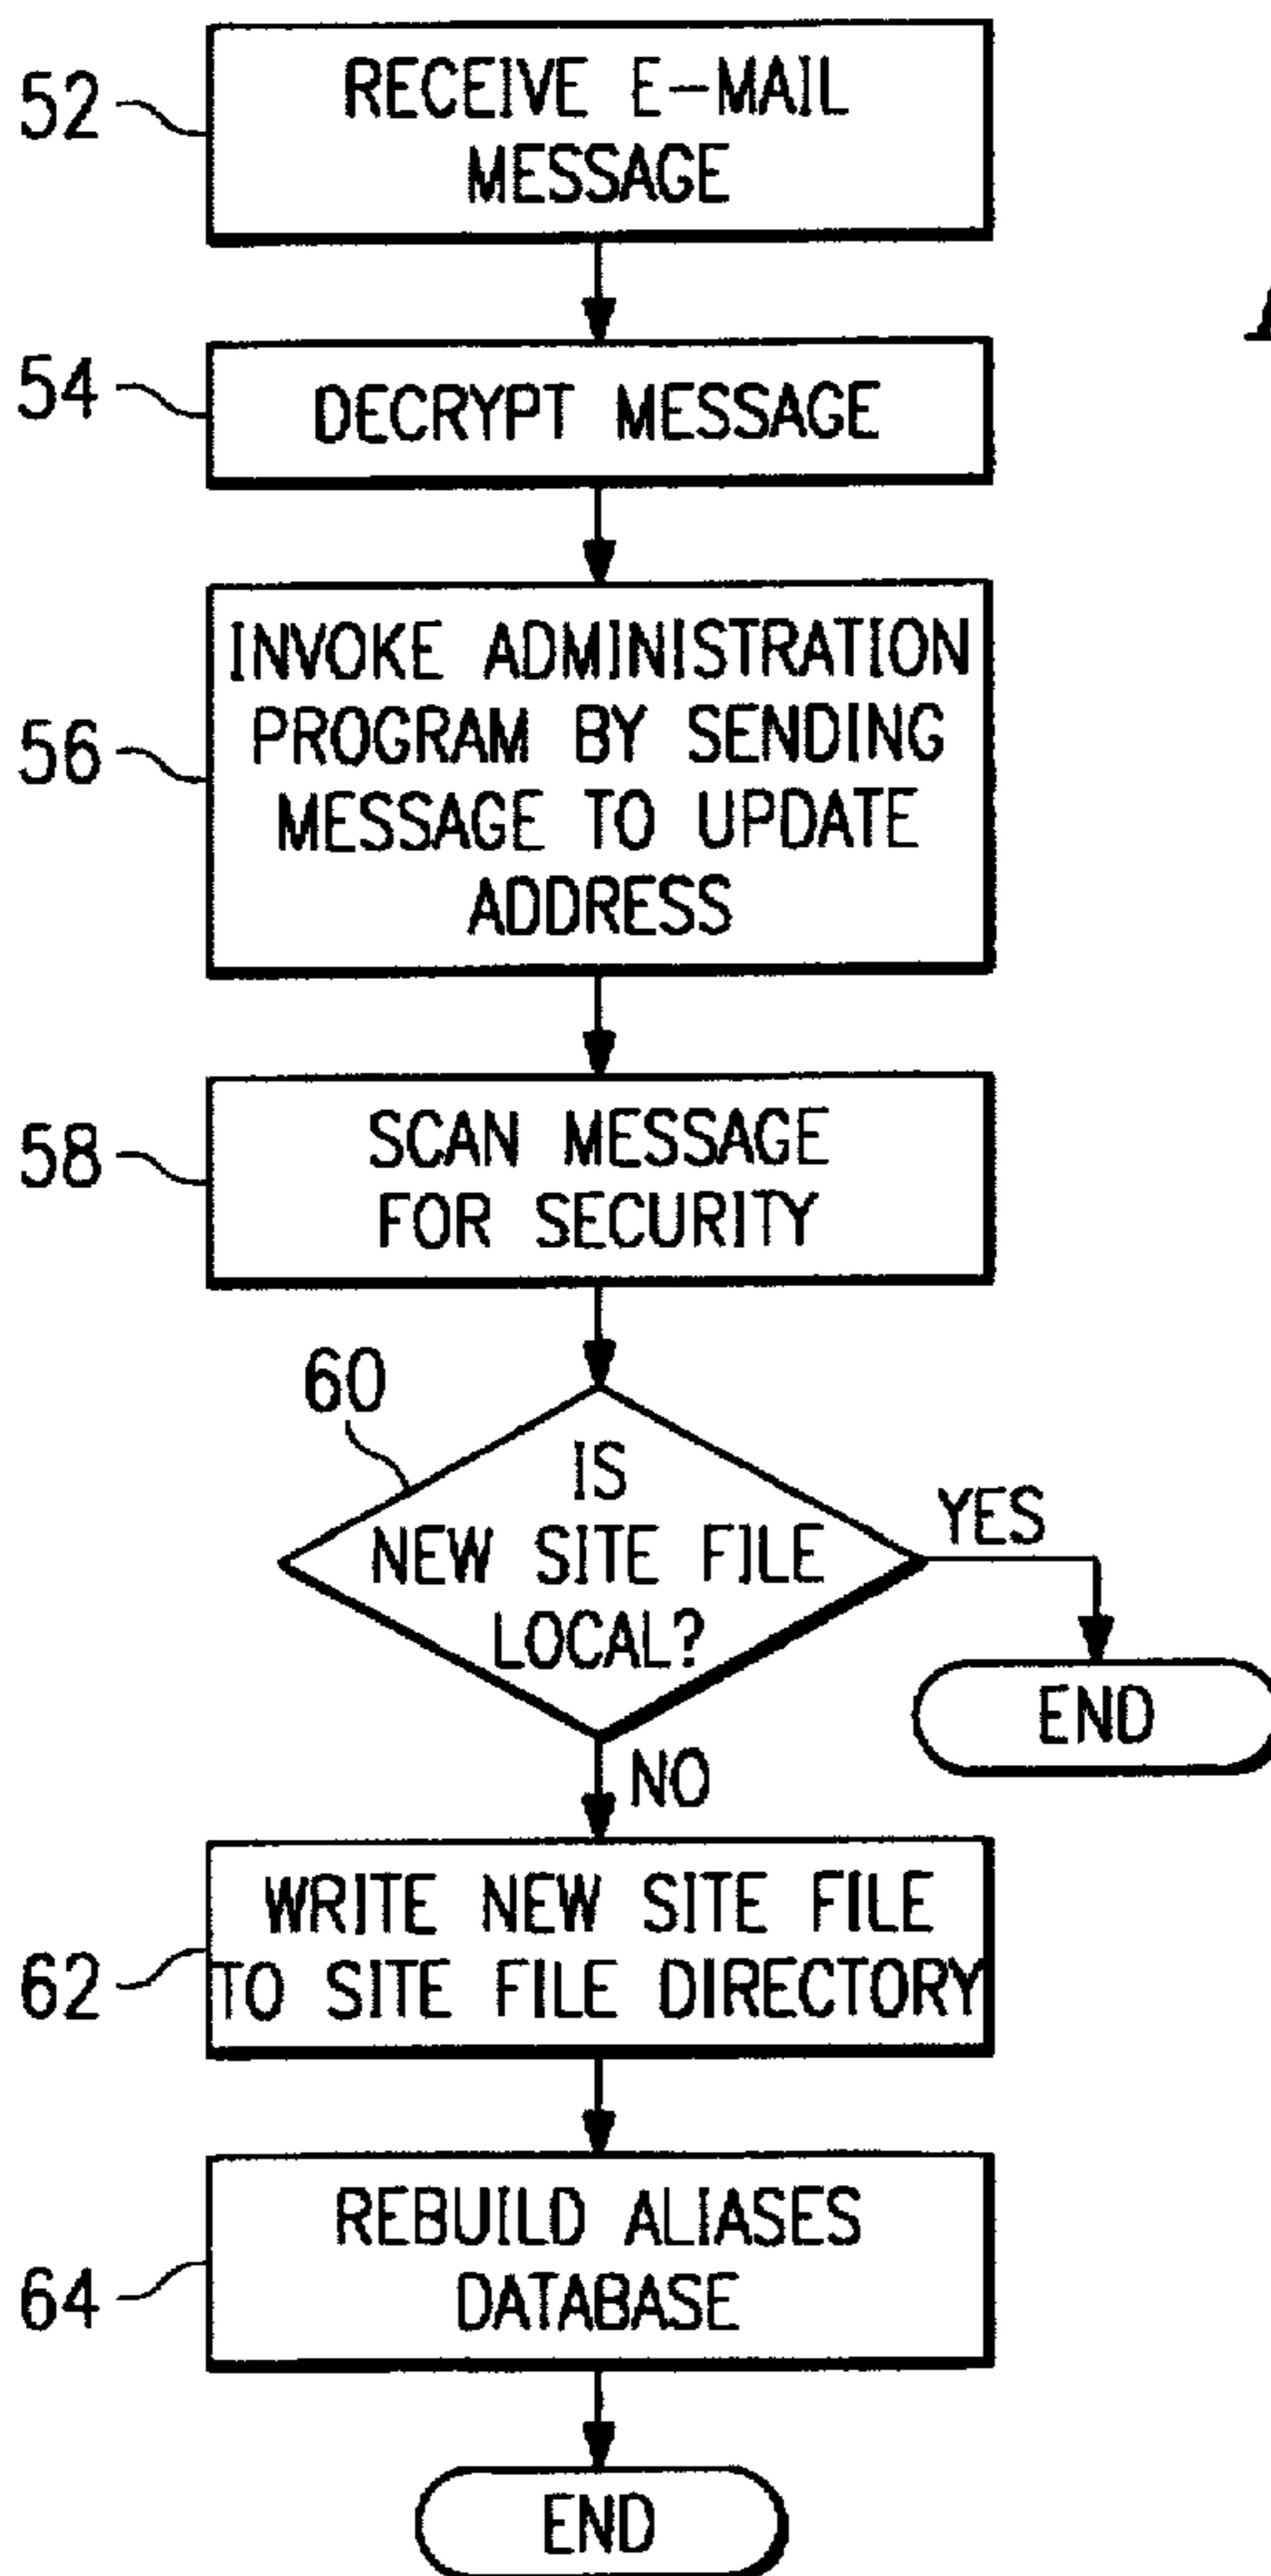 52
RECEIVE E-MAIL
MESSAGE
54
DECRYPT MESSAGE
56
INVOKE ADMINISTRATION
PROGRAM BY SENDING
MESSAGE TO UPDATE
ADDRESS
58
SCAN MESSAGE
FOR SECURITY
60
IS
NEW SITE FILE
LOCAL?
YES
END
NO
62
WRITE NEW SITE FILE
TO SITE FILE DIRECTORY
64
REBUILD ALIASES
DATABASE
END